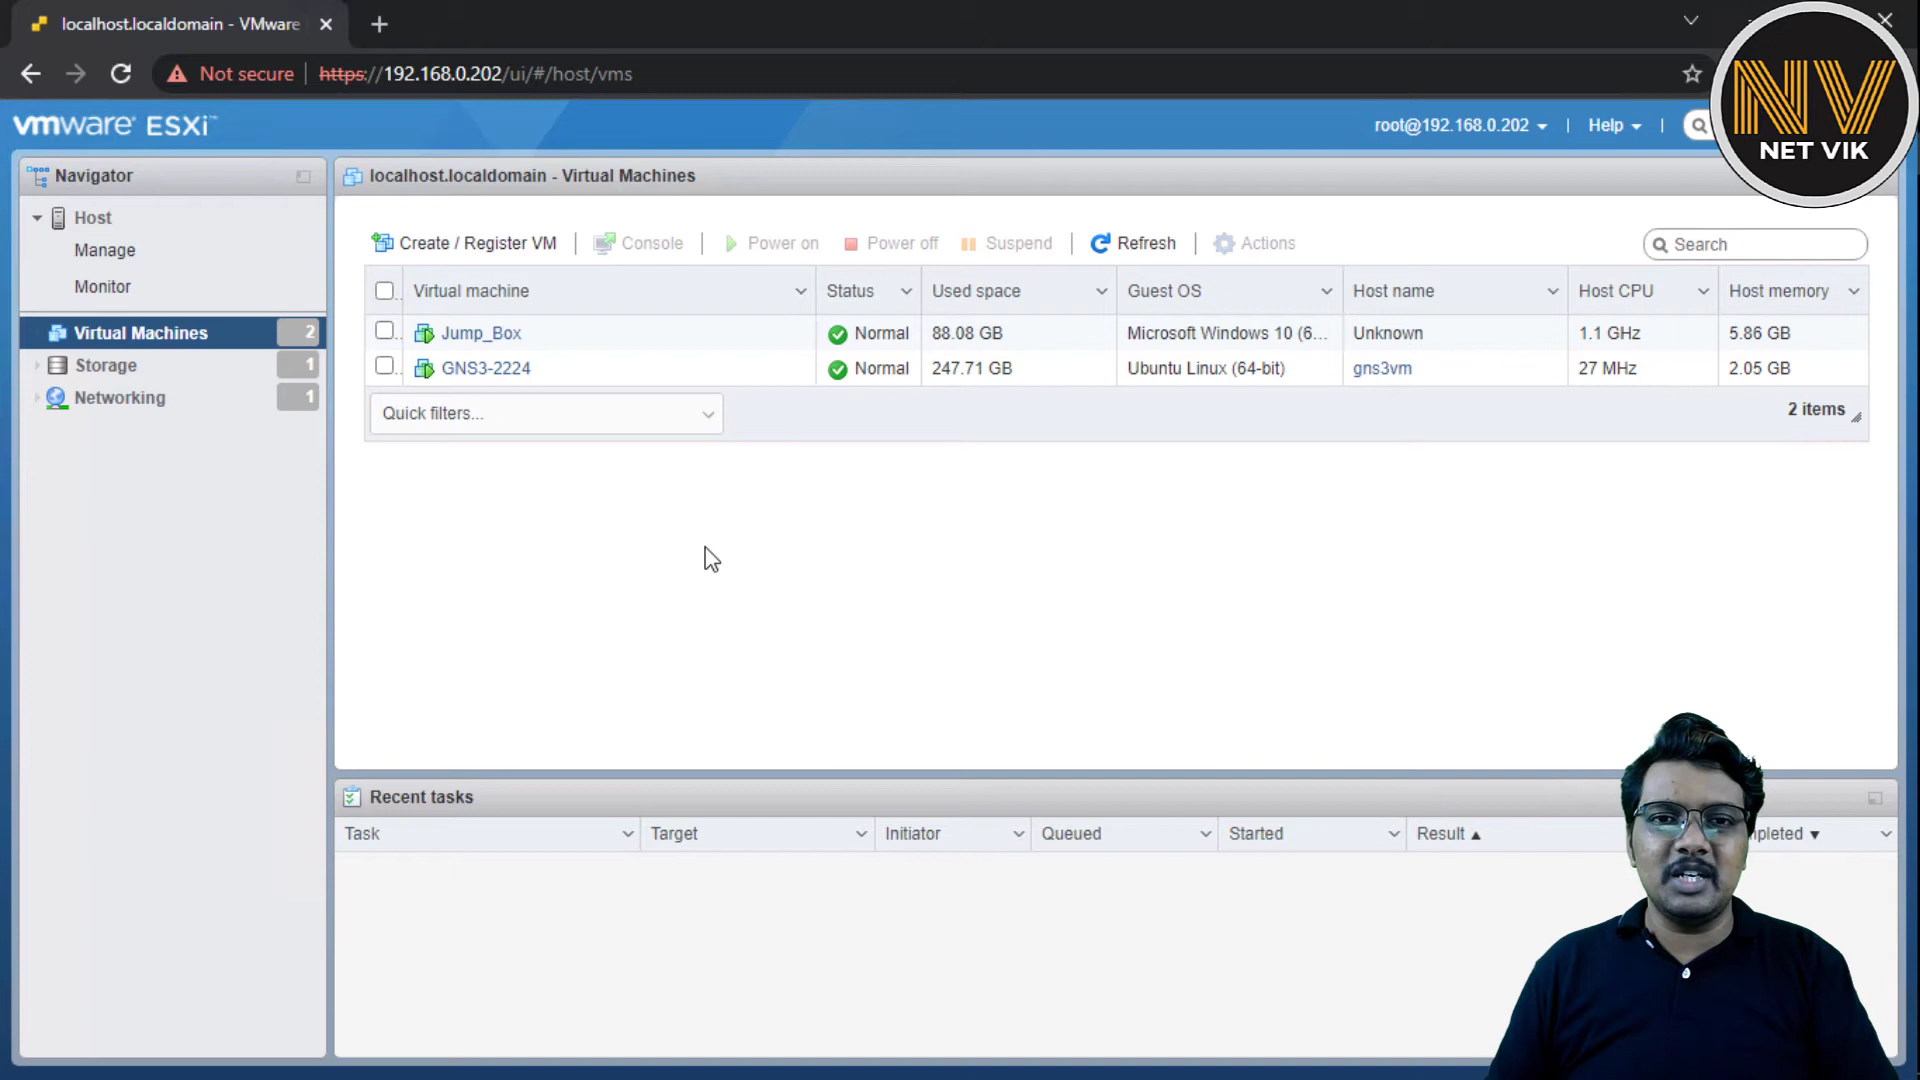 localhost.localdomain - VMware
Not secure https://192.168.0.202/ui/#/host/vms
NV
NET VIK
vmware ESXi™
root@192.168.0.202 | Help |
Navigator
Host
Manage
Monitor
Virtual Machines 2
Storage 1
Networking 1
localhost.localdomain - Virtual Machines
Create / Register VM | Console | Power on Power off Suspend | Refresh | Actions
Search
Virtual machine Status Used space Guest OS Host name Host CPU Host memory
Jump_Box Normal 88.08 GB Microsoft Windows 10 (6... Unknown 1.1 GHz 5.86 GB
GNS3-2224 Normal 247.71 GB Ubuntu Linux (64-bit) gns3vm 27 MHz 2.05 GB
Quick filters...
2 items
Recent tasks
Task Target Initiator Queued Started Result ▲ pleted ▼